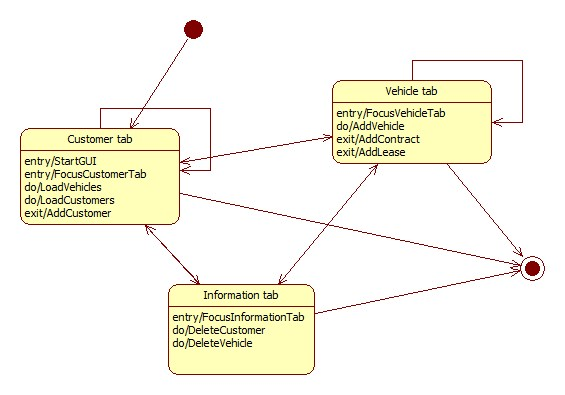 Vehicle tab
entry/FocusVehicleTab
do/AddVehicle
exit/AddContract
exit/AddLease
Customer tab
entry/StartGUI
entry/FocusCustomerTab
do/LoadVehicles
do/LoadCustomers
exit/AddCustomer
Information tab
entry/FocusInformationTab
do/DeleteCustomer
do/DeleteVehicle